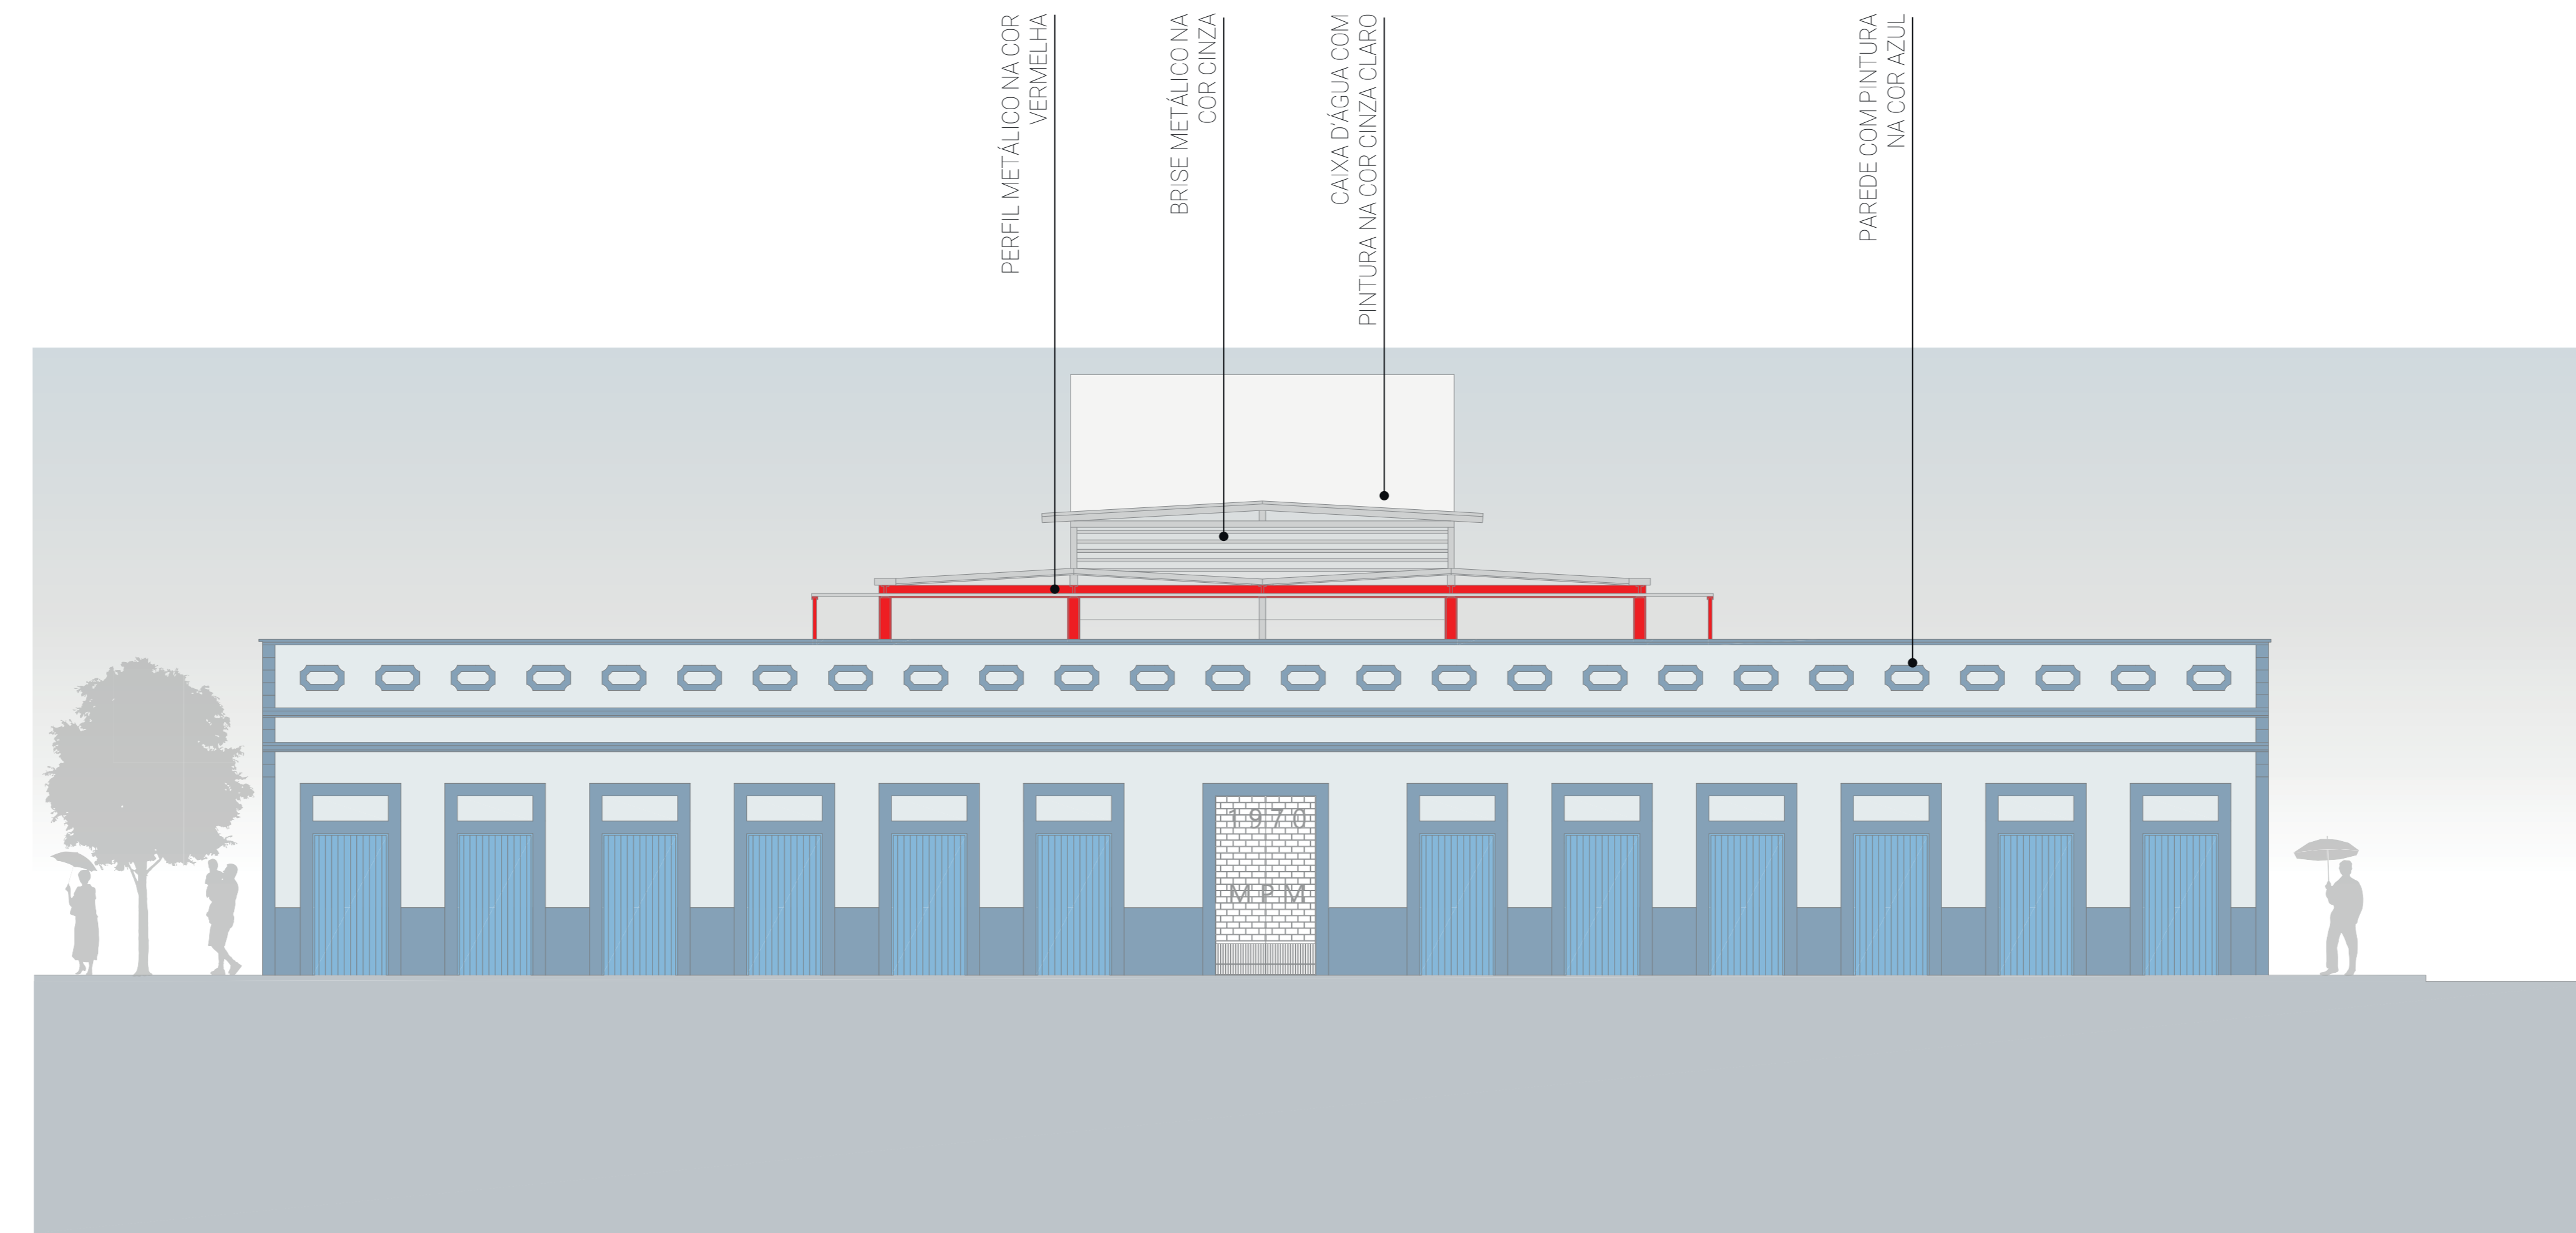 PERFIL METÁLICO NA COR
VERMELHA
BRISE METÁLICO NA
COR CINZA
CAIXA D'ÁGUA COM
PINTURA NA COR CINZA CLARO
PAREDE COM PINTURA
NA COR AZUL
1970
MPM